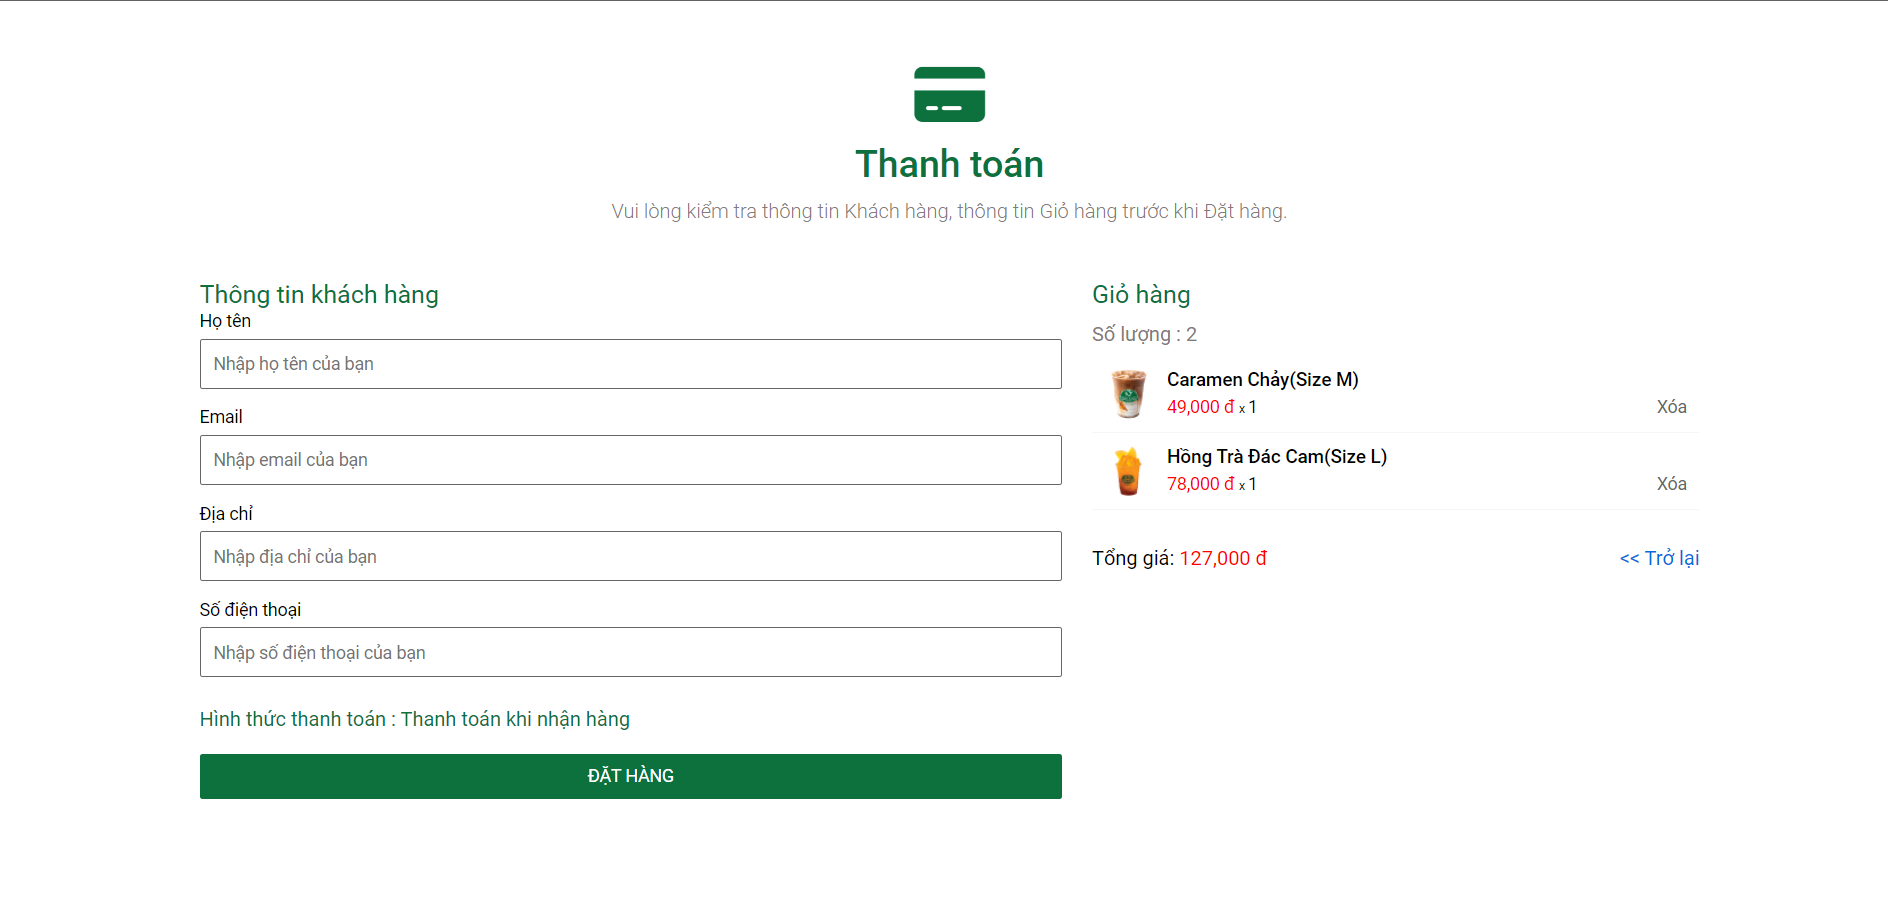 Thanh toán
Vui lòng kiểm tra thông tin Khách hàng, thông tin Giỏ hàng trước khi Đặt hàng.
Thông tin khách hàng
Họ tên
Nhập họ tên của bạn
Email
Nhập email của bạn
Địa chỉ
Nhập địa chỉ của bạn
Số điện thoại
Nhập số điện thoại của bạn
Hình thức thanh toán : Thanh toán khi nhận hàng
ĐẶT HÀNG
Giỏ hàng
Số lượng : 2
Caramen Chảy(Size M)
49,000 đ x 1 Xóa
Hồng Trà Đác Cam(Size L)
78,000 đ x 1 Xóa
Tổng giá: 127,000 đ << Trở lại